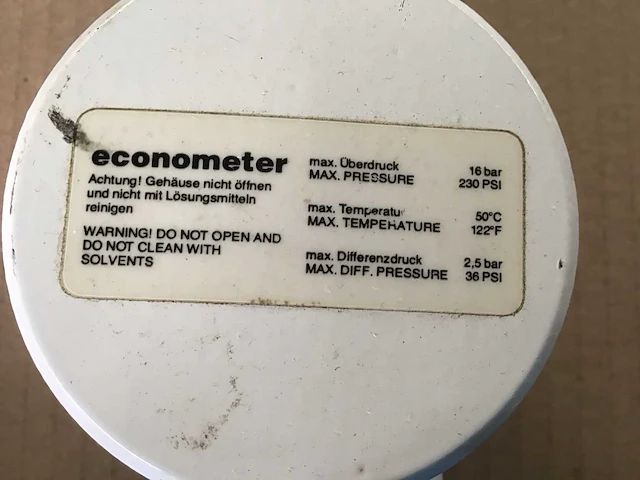 econometer
Achtung! Gehäuse nicht öffnen
und nicht mit Lösungsmitteln
reinigen
WARNING! DO NOT OPEN AND
DO NOT CLEAN WITH
SOLVENTS
max. Überdruck 16 bar
MAX. PRESSURE 230 PSI
max. Temperatur 50°C
MAX. TEMPERATURE 122°F
max. Differenzdruck 2,5 bar
MAX. DIFF. PRESSURE 36 PSI